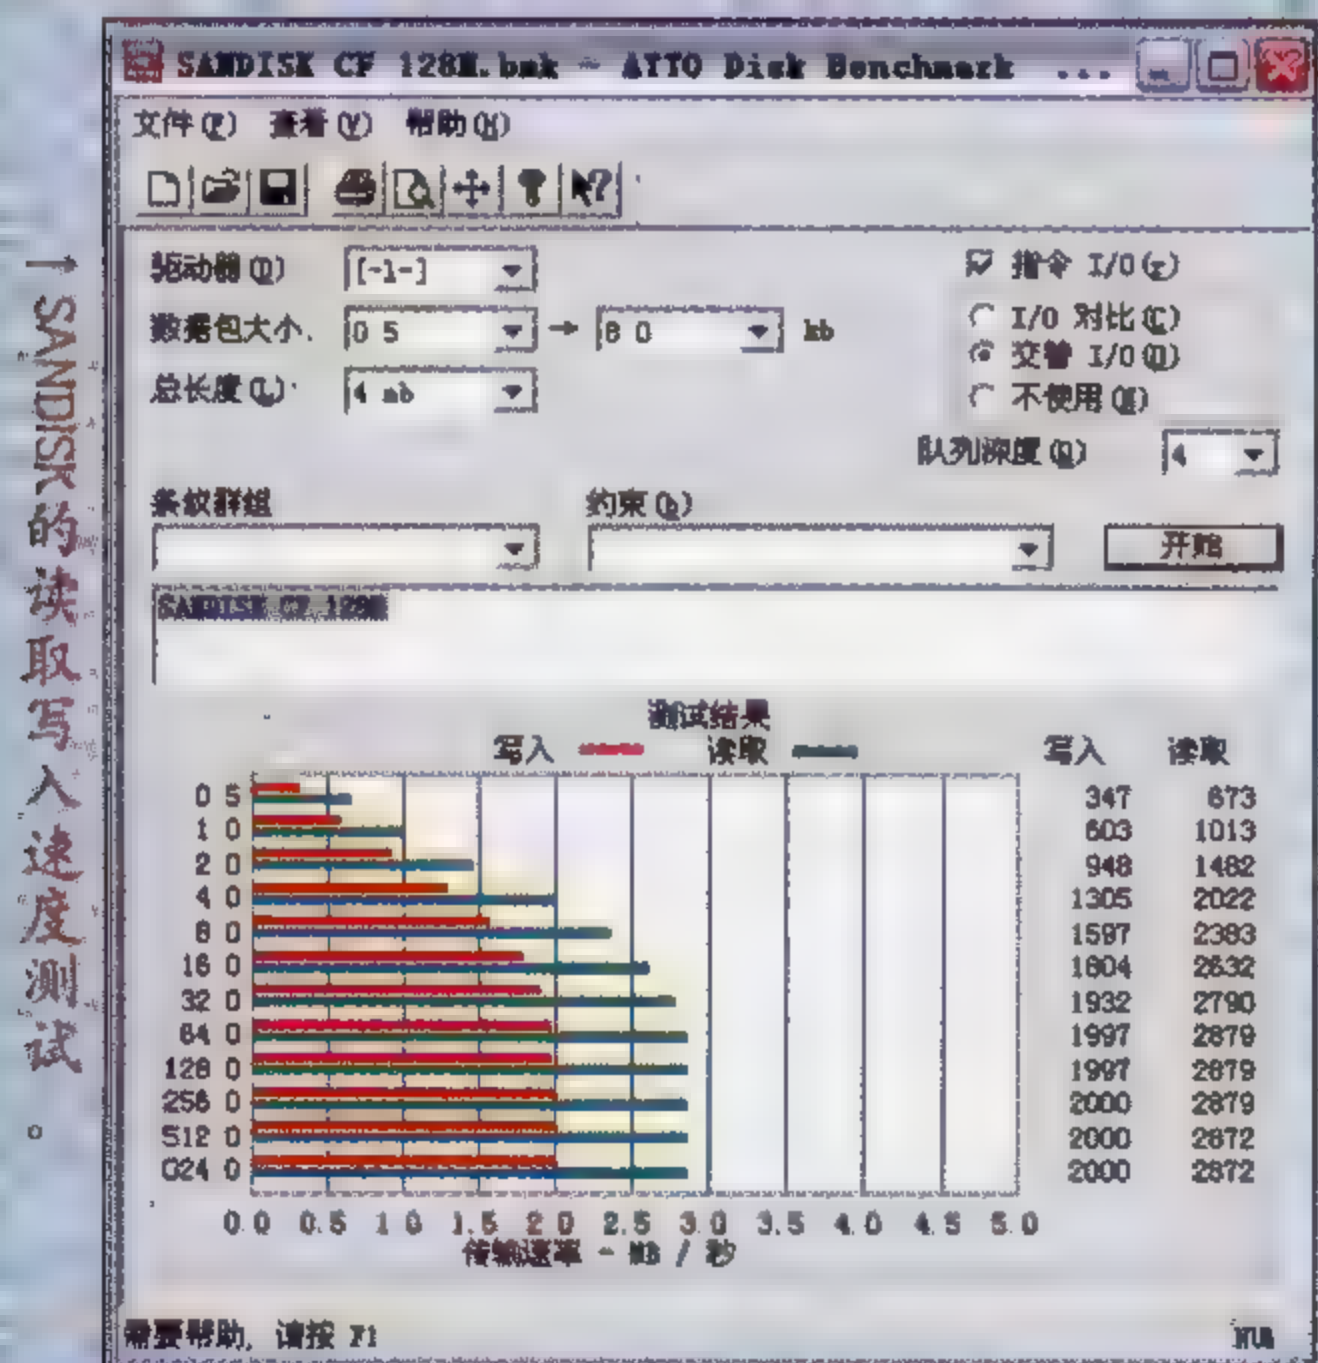 SANDISK CF 128M.bmk - ATTO Disk Benchmark ...
文件(F) 查看(V) 帮助(H)
驱动器(D) [-l-]
指令 I/O(r)
数据包大小. 0 5 → 8 0 kb
I/O 对比(C)
交替 I/O(O)
总长度(L): 4 mb
不使用(N)
队列深度(Q) 4
条纹群组 约束(b)
开始
SANDISK CF 128M
测试结果
写入 读取 写入 读取
0 5 347 673
1 0 603 1013
2 0 948 1482
4 0 1305 2022
8 0 1597 2383
16 0 1804 2632
32 0 1932 2790
64 0 1997 2879
128 0 1997 2879
256 0 2000 2879
512 0 2000 2872
024 0 2000 2872
0.0 0.5 1 0 1.5 2 0 2.5 3.0 3.5 4.0 4.5 5.0
传输速率 - MB / 秒
需要帮助, 请按 F1 NUM
↑SANDISK的读取写入速度测试。